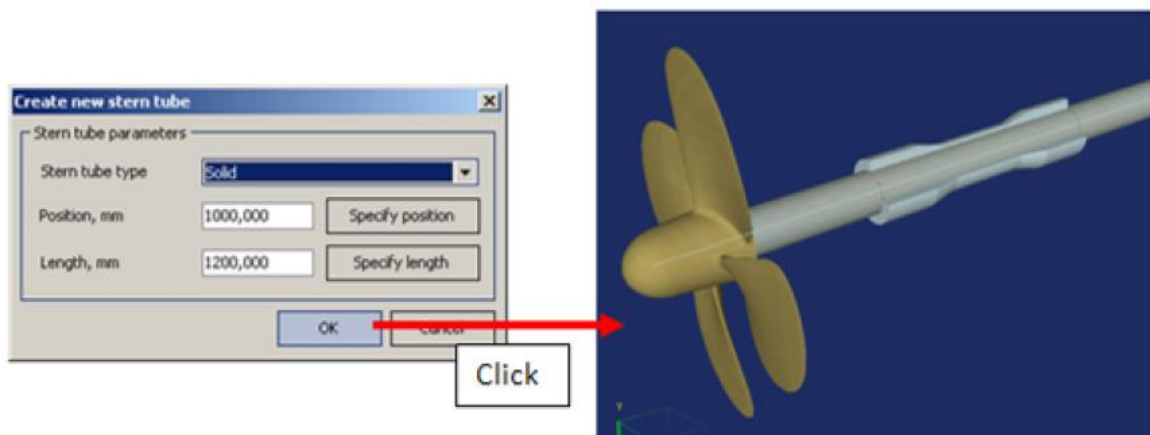 Create new stern tube
Stern tube parameters
Stern tube type
Solid
Position, mm
1000,000
Specify position
Length, mm
1200,000
Specify length
OK
Cancel
Click
Y